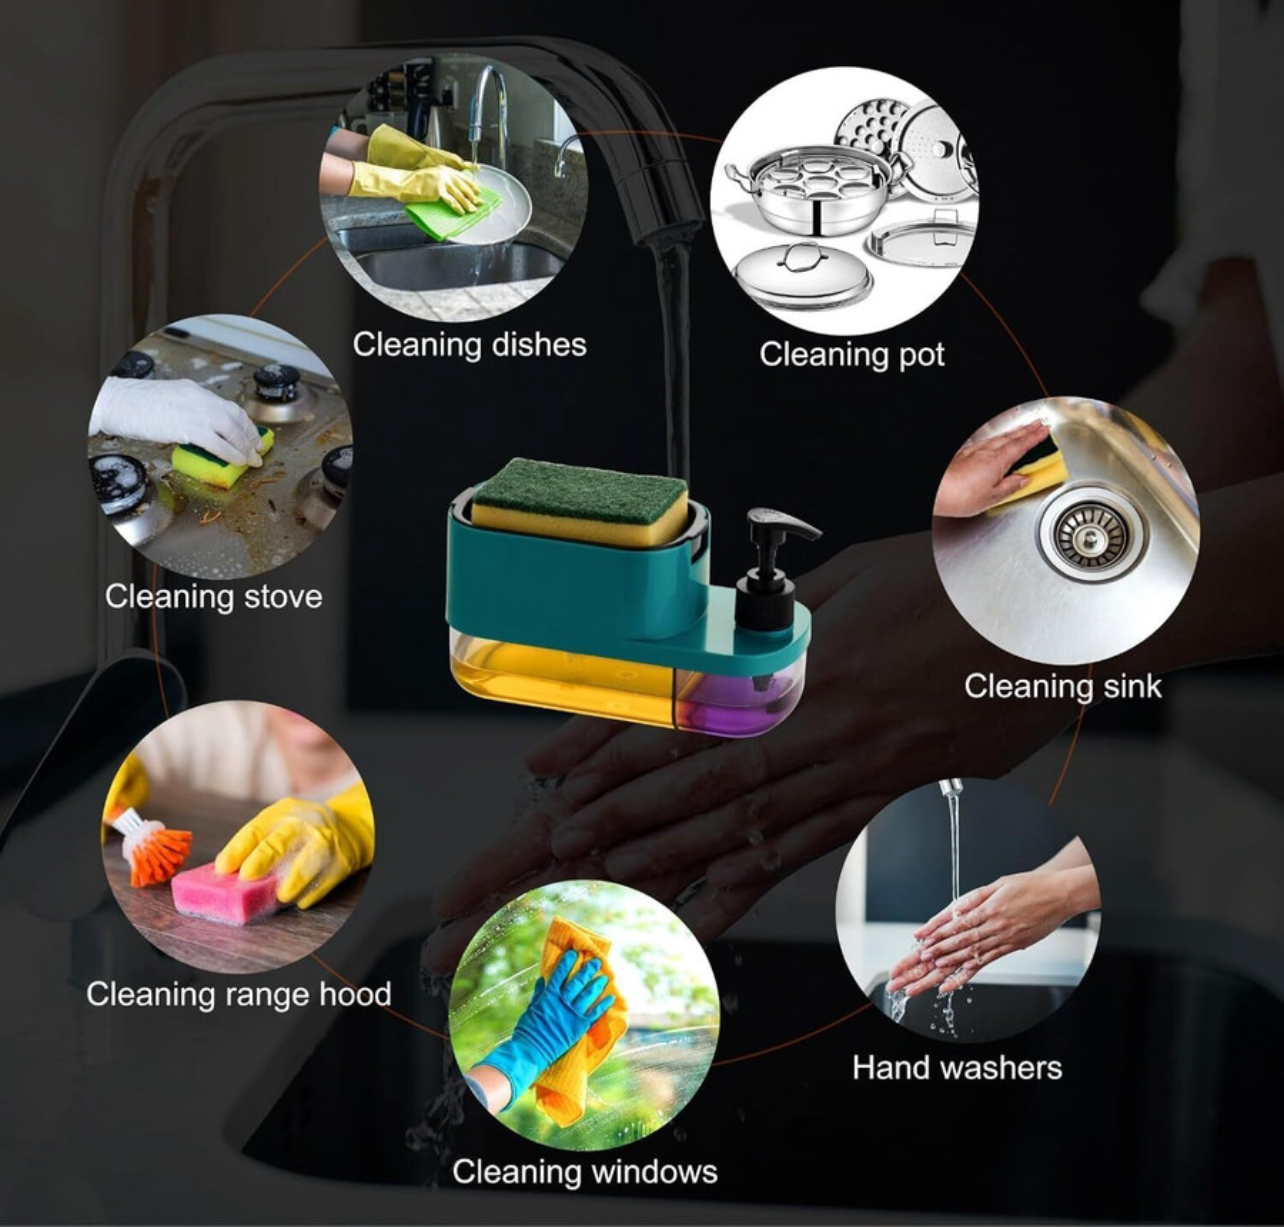 Cleaning dishes
Cleaning pot
Cleaning stove
Cleaning sink
Cleaning range hood
Hand washers
Cleaning windows